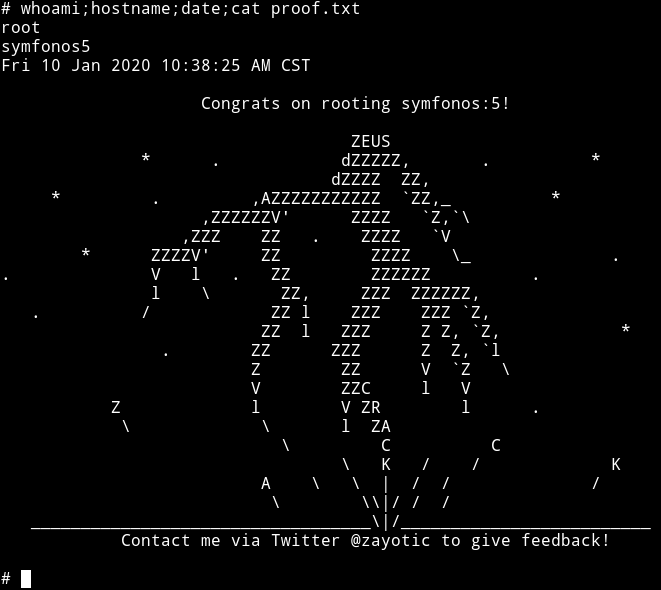 # whoami;hostname;date;cat proof.txt
root
symfonos5
Fri 10 Jan 2020 10:38:25 AM CST
Congrats on rooting symfonos:5!
ZEUS
*      .            dZZZZZ,       .          *
dZZZZ  ZZ,
*         .         ,AZZZZZZZZZZZ  `ZZ,_          *
,ZZZZZZV'      ZZZZ   `Z,`\
,ZZZ    ZZ   .    ZZZZ   `V
*      ZZZZV'     ZZ         ZZZZ    \_              .
.              V   l   .   ZZ        ZZZZZZ          .
l    \       ZZ,     ZZZ  ZZZZZZ,
.          /            ZZ l    ZZZ    ZZZ `Z,
ZZ  l   ZZZ     Z Z, `Z,            *
.        ZZ      ZZZ      Z  Z, `l
Z        ZZ      V  `Z   \
V        ZZC     l   V
Z             l        V ZR        l      .
\             \       l  ZA
\         C          C
\   K   /    /             K
A    \   \  |  /  /              /
\        \\|/ /  /
__________________________________\|/_________________________
Contact me via Twitter @zayotic to give feedback!
#